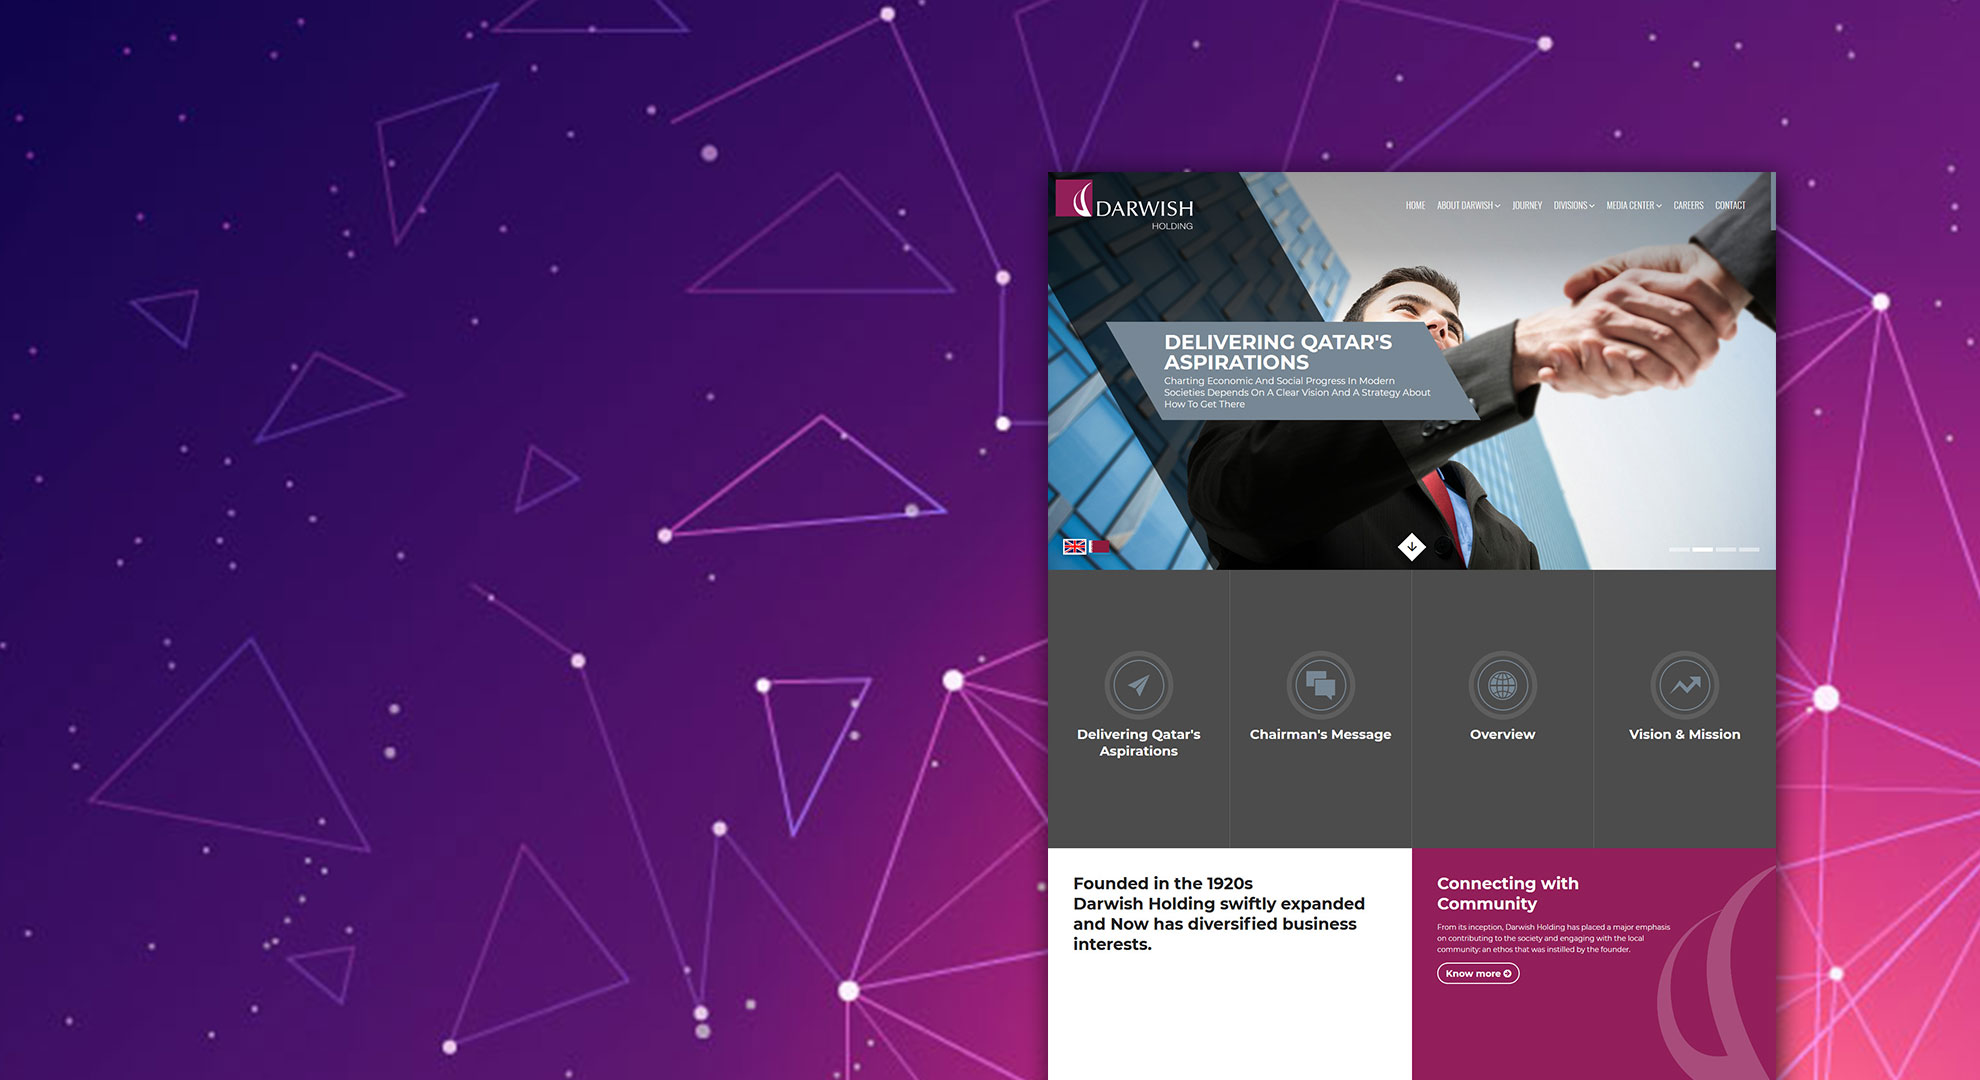 DARWISH
HOLDING
HOME ABOUT DARWISH JOURNEY DIVISIONS MEDIA CENTER CAREERS CONTACT
DELIVERING QATAR'S
ASPIRATIONS
Charting Economic And Social Progress In Modern
Societies Depends On A Clear Vision And A Strategy About
How To Get There
Delivering Qatar's
Aspirations
Chairman's Message
Overview
Vision & Mission
Founded in the 1920s
Darwish Holding swiftly expanded
and Now has diversified business
interests.
Connecting with
Community
From its inception, Darwish Holding has placed a major emphasis
on contributing to the society and engaging with the local
community: an ethos that was instilled by the founder.
Know more